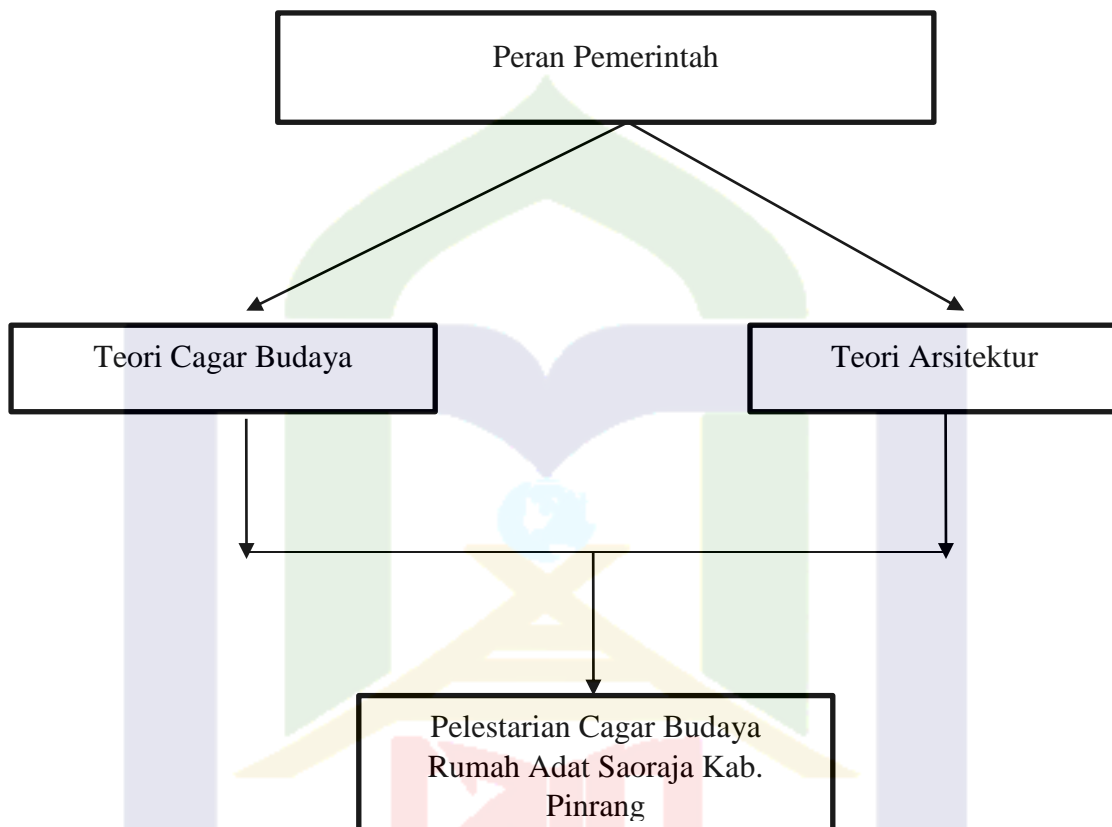 Peran Pemerintah
Teori Cagar Budaya
Teori Arsitektur
Pelestarian Cagar Budaya
Rumah Adat Saoraja Kab.
Pinrang